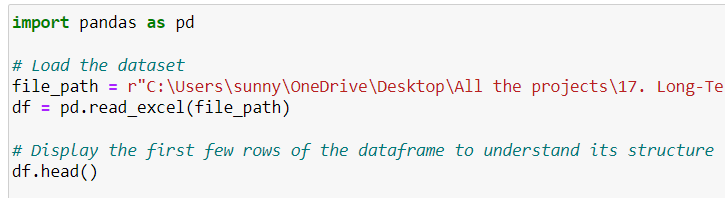 import pandas as pd
# Load the dataset
file_path = r"C:\Users\sunny\OneDrive\Desktop\All the projects\17. Long-Te
df = pd.read_excel(file_path)
# Display the first few rows of the dataframe to understand its structure
df.head()